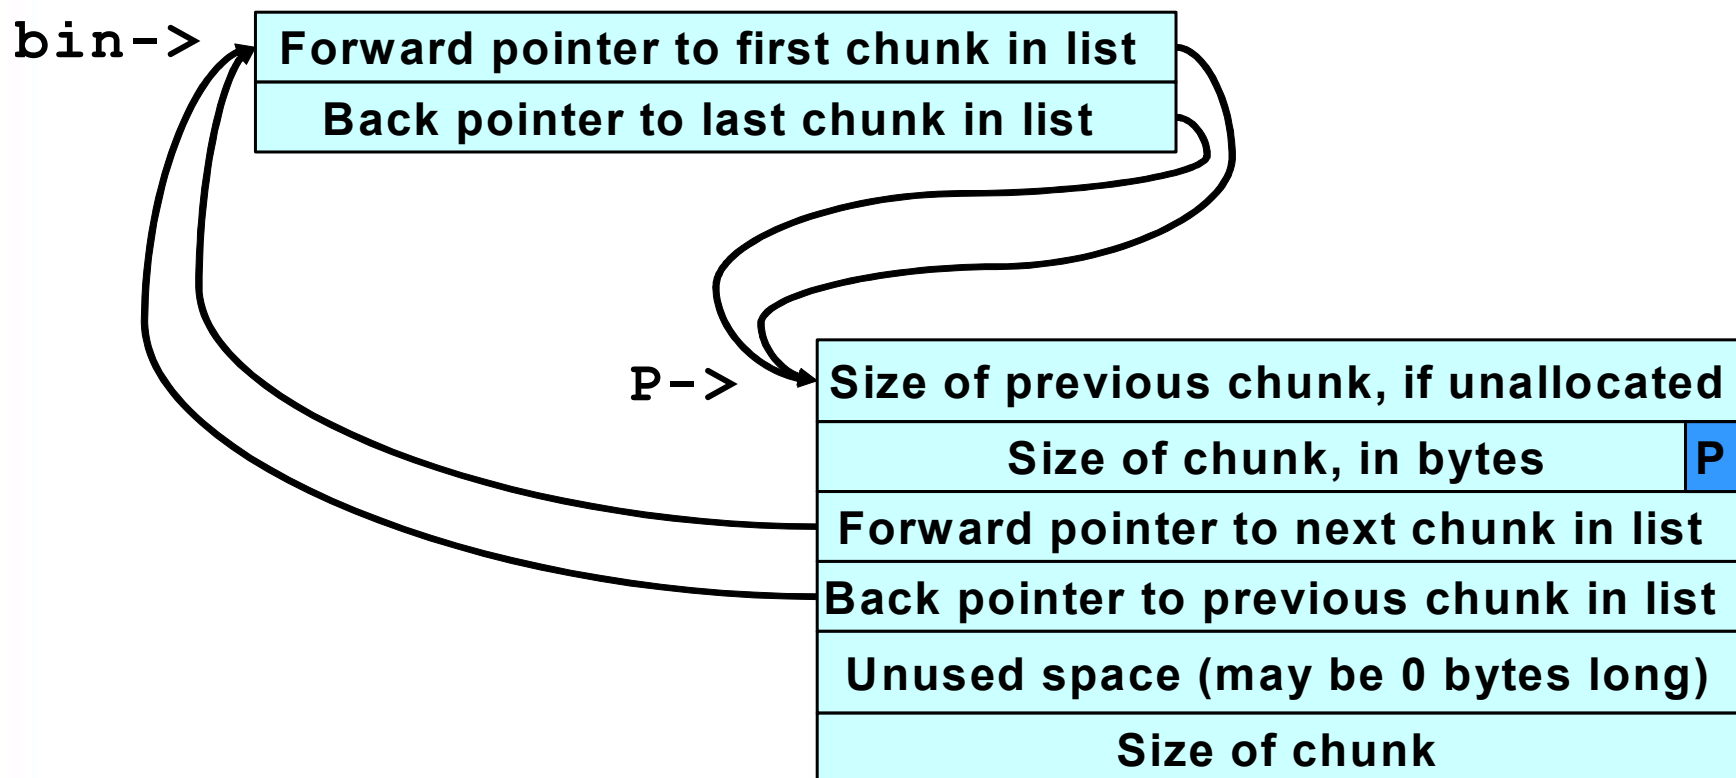 bin->
Forward pointer to first chunk in list
Back pointer to last chunk in list
P->
Size of previous chunk, if unallocated
Size of chunk, in bytes
P
Forward pointer to next chunk in list
Back pointer to previous chunk in list
Unused space (may be 0 bytes long)
Size of chunk